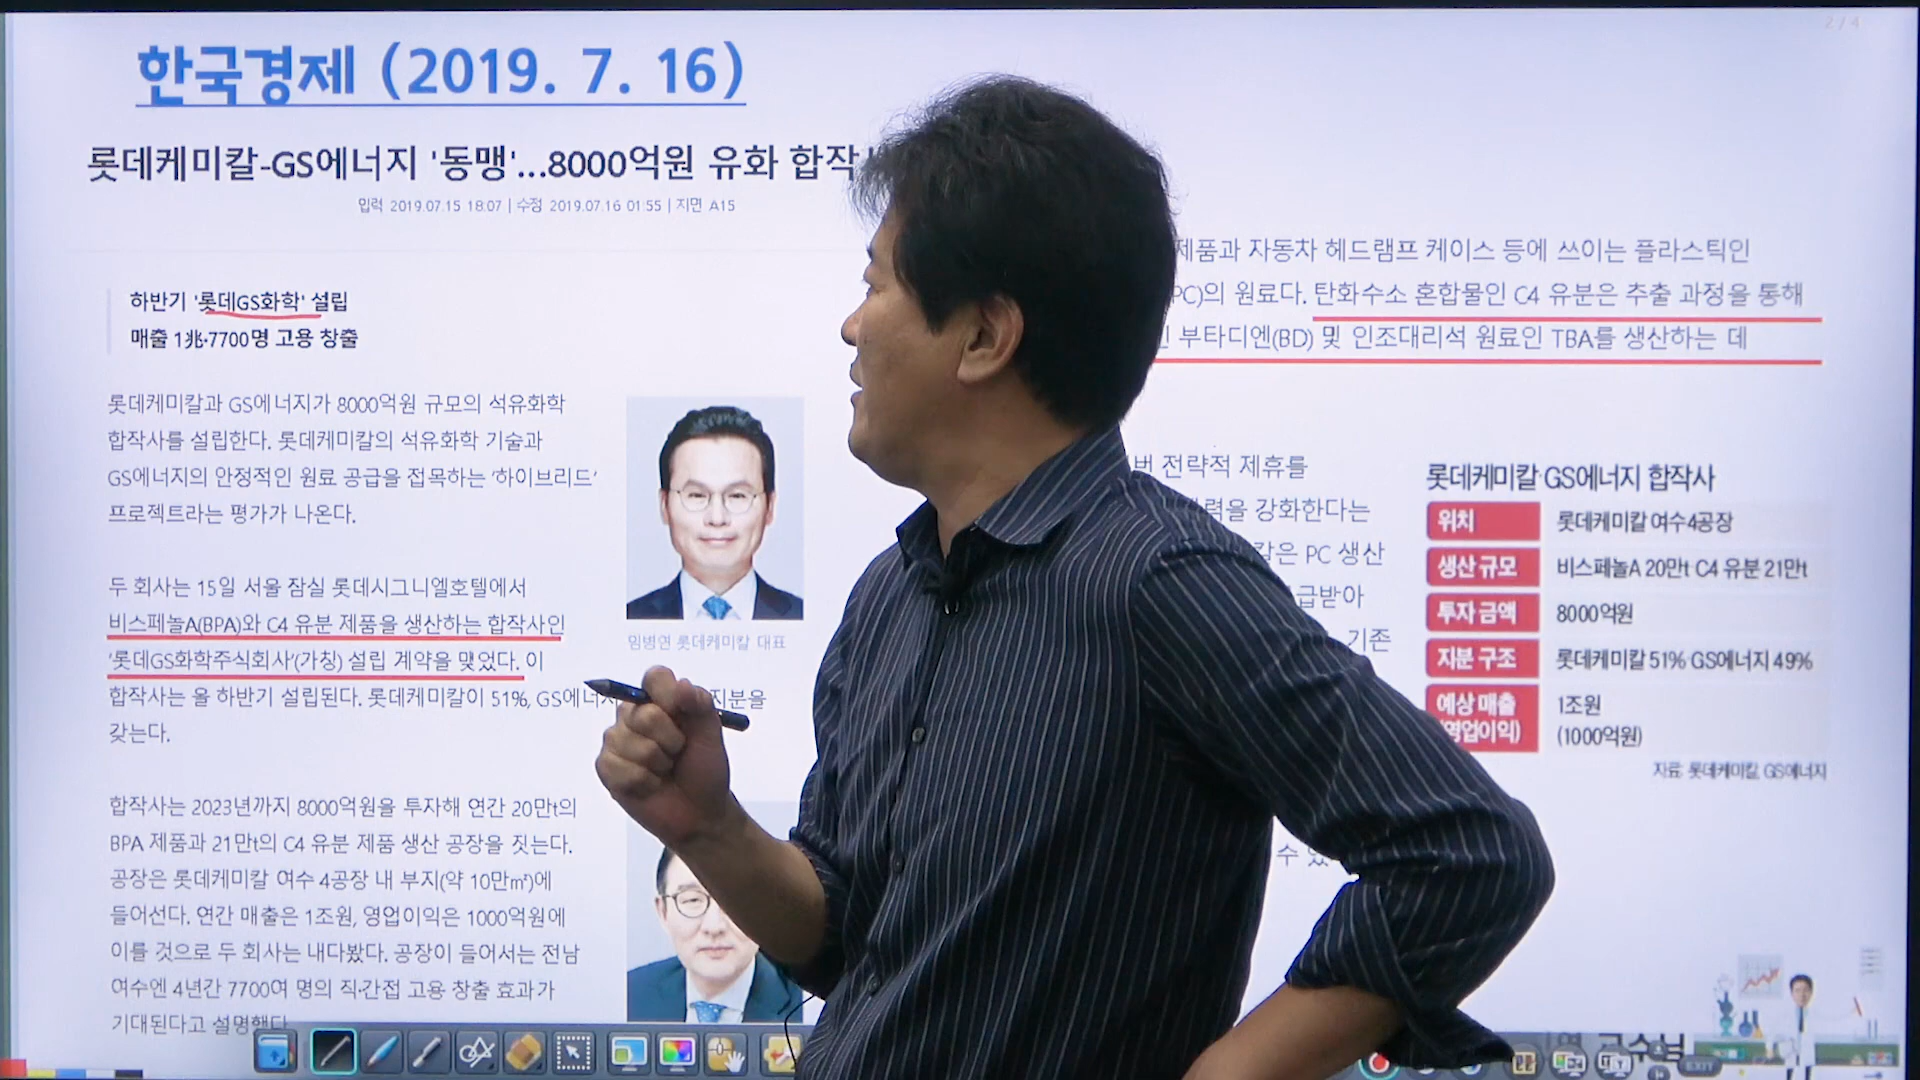 2/4
한국경제 (2019. 7. 16)
롯데케미칼-GS에너지 '동맹'...8000억원 유화 합작
입력 2019.07.15 18:07 | 수정 2019.07.16 01:55 | 지면 A15
하반기 '롯데GS화학' 설립
매출 1兆·7700명 고용 창출
롯데케미칼과 GS에너지가 8000억원 규모의 석유화학
합작사를 설립한다. 롯데케미칼의 석유화학 기술과
GS에너지의 안정적인 원료 공급을 접목하는 '하이브리드'
프로젝트라는 평가가 나온다.
두 회사는 15일 서울 잠실 롯데시그니엘호텔에서
비스페놀A(BPA)와 C4 유분 제품을 생산하는 합작사인
'롯데GS화학주식회사'(가칭) 설립 계약을 맺었다. 이
합작사는 올 하반기 설립된다. 롯데케미칼이 51%, GS에너지 지분을
갖는다.
합작사는 2023년까지 8000억원을 투자해 연간 20만t의
BPA 제품과 21만t의 C4 유분 제품 생산 공장을 짓는다.
공장은 롯데케미칼 여수 4공장 내 부지(약 10만㎡)에
들어선다. 연간 매출은 1조원, 영업이익은 1000억원에
이를 것으로 두 회사는 내다봤다. 공장이 들어서는 전남
여수엔 4년간 7700여 명의 직·간접 고용 창출 효과가
기대된다고 설명했다
임병연 롯데케미칼 대표
제품과 자동차 헤드램프 케이스 등에 쓰이는 플라스틱인
PC)의 원료다. 탄화수소 혼합물인 C4 유분은 추출 과정을 통해
인 부타디엔(BD) 및 인조대리석 원료인 TBA를 생산하는 데
번 전략적 제휴를
력을 강화한다는
칼은 PC 생산
급받아
기존
수 있
롯데케미칼·GS에너지 합작사
위치 롯데케미칼 여수4공장
생산 규모 비스페놀A 20만t C4 유분 21만t
투자 금액 8000억원
지분 구조 롯데케미칼 51% GS에너지 49%
예상 매출 1조원
(영업이익) (1000억원)
자료: 롯데케미칼, GS에너지
교수님
EXIT